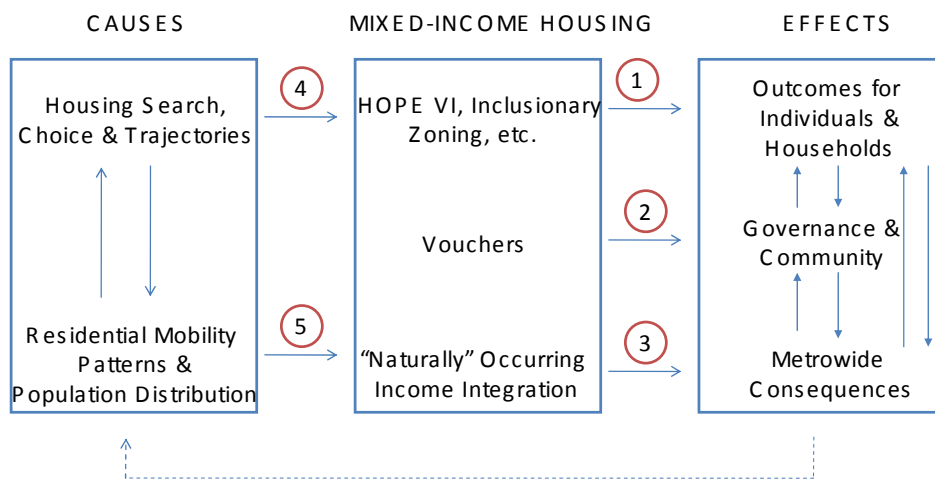 CAUSES
MIXED-INCOME HOUSING
EFFECTS
Housing Search,
Choice & Trajectories
4
HOPE VI, Inclusionary
Zoning, etc.
1
Outcomes for
Individuals &
Households
Vouchers
2
Governance &
Community
Residential Mobility
Patterns &
Population Distribution
5
“Naturally” Occurring
Income Integration
3
Metrowide
Consequences